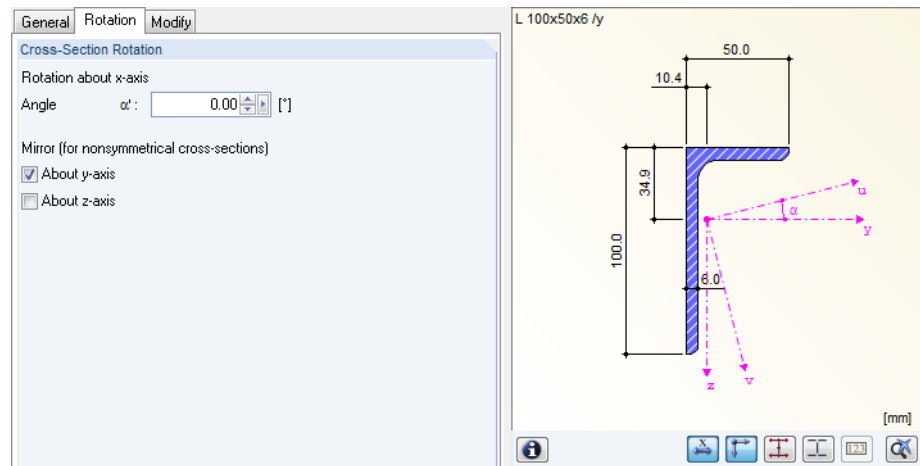 General Rotation Modify
Cross-Section Rotation
Rotation about x-axis
Angle α' : 0.00 [°]
Mirror (for nonsymmetrical cross-sections)
About y-axis
About z-axis
L 100x50x6 /y
50.0
10.4
34.9
100.0
6.0
u
α
y
z
v
[mm]
i
x
123